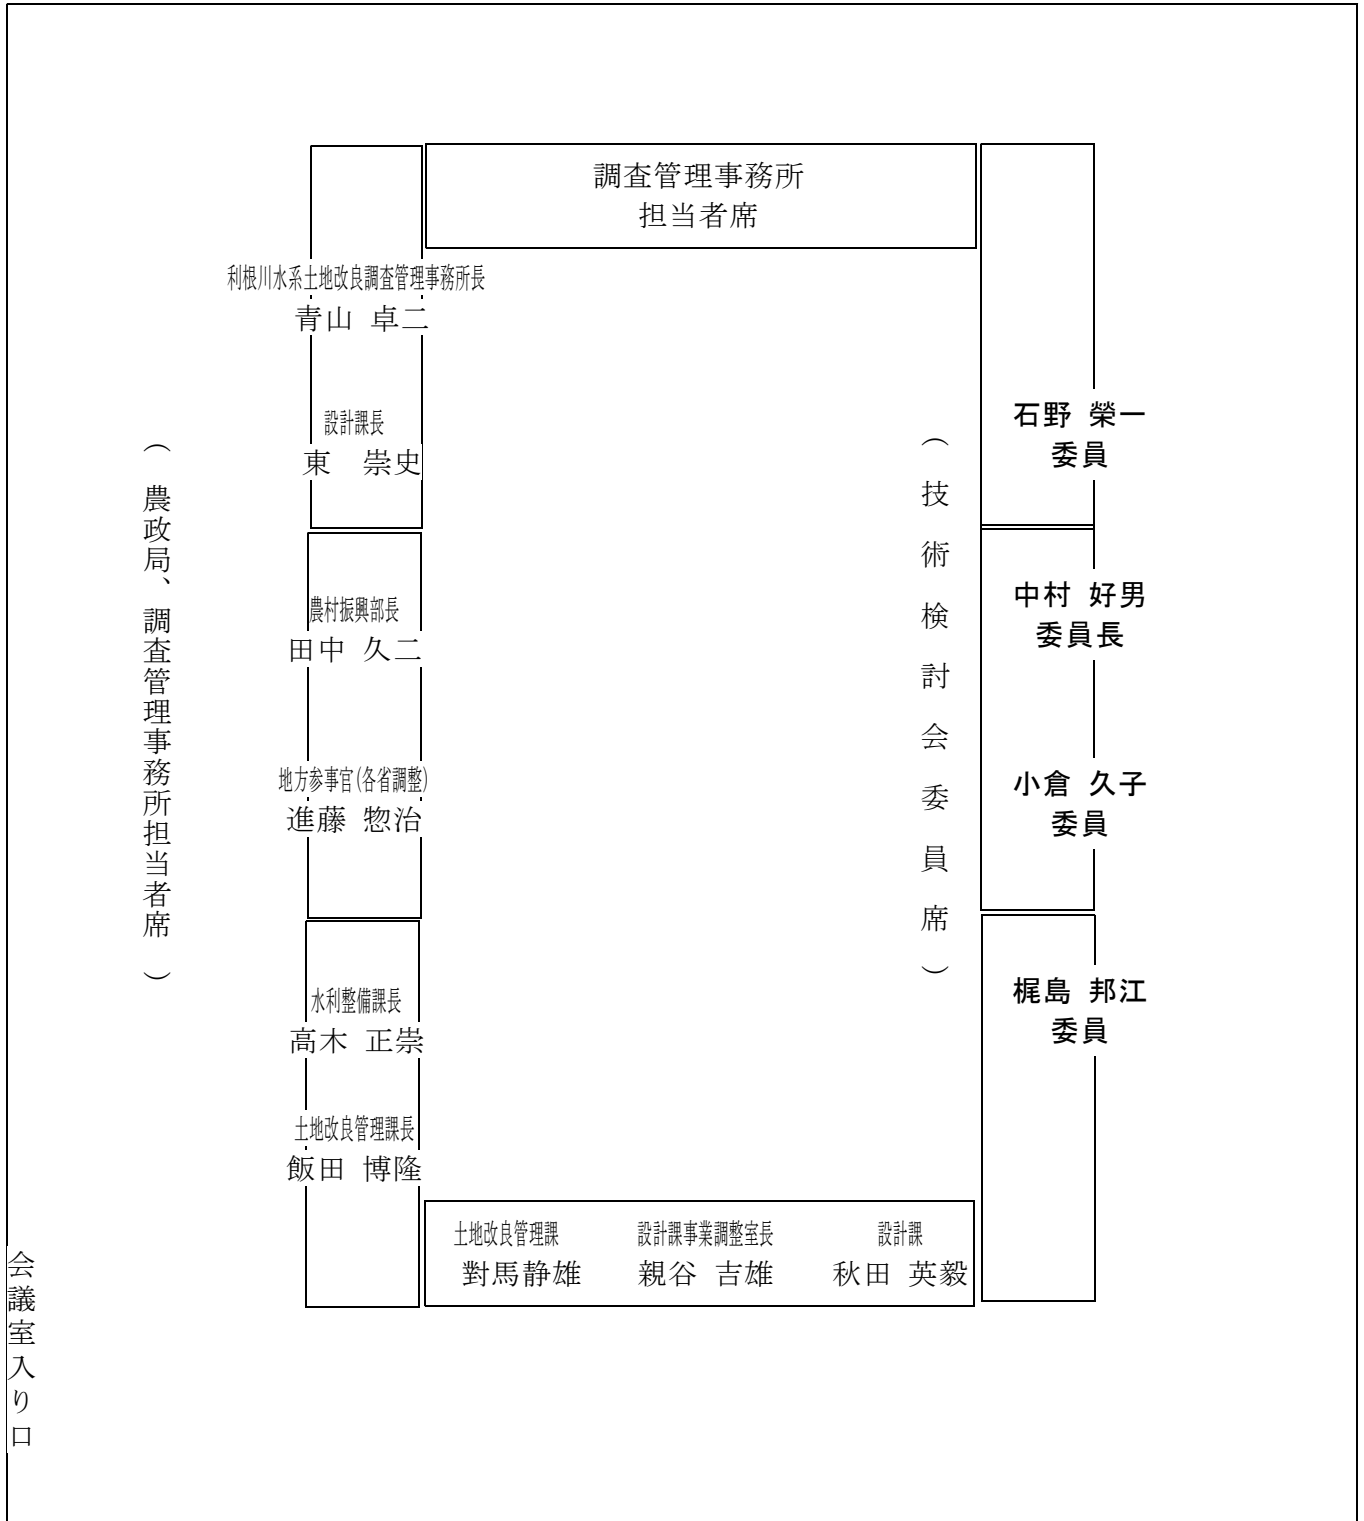 調査管理事務所
担当者席
利根川水系土地改良調査管理事務所長
青山 卓二
設計課長
東 崇史
農村振興部長
田中 久二
地方参事官(各省調整)
進藤 惣治
水利整備課長
高木 正崇
土地改良管理課長
飯田 博隆
(農政局、調査管理事務所担当者席)
(技術検討会委員席)
石野 榮一
委員
中村 好男
委員長
小倉 久子
委員
梶島 邦江
委員
土地改良管理課
對馬静雄
設計課事業調整室長
親谷 吉雄
設計課
秋田 英毅
会議室入り口